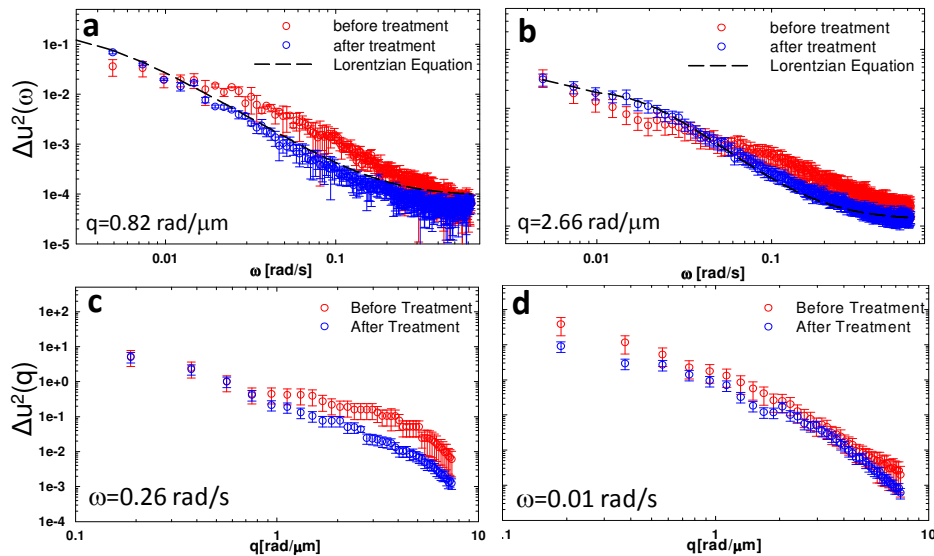 a
before treatment
after treatment
Lorentzian Equation
1e-1
1e-2
1e-3
1e-4
1e-5
Δu²(ω)
q=0.82 rad/μm
0.01 0.1
ω [rad/s]
b
before treatment
after treatment
Lorentzian Equation
q=2.66 rad/μm
0.01 0.1
ω [rad/s]
c
Before Treatment
After Treatment
1e+2
1e+1
1e+0
1e-1
1e-2
1e-3
1e-4
Δu²(q)
ω=0.26 rad/s
0.1 1 10
q[rad/μm]
d
Before Treatment
After Treatment
ω=0.01 rad/s
0.1 1 10
q[rad/μm]